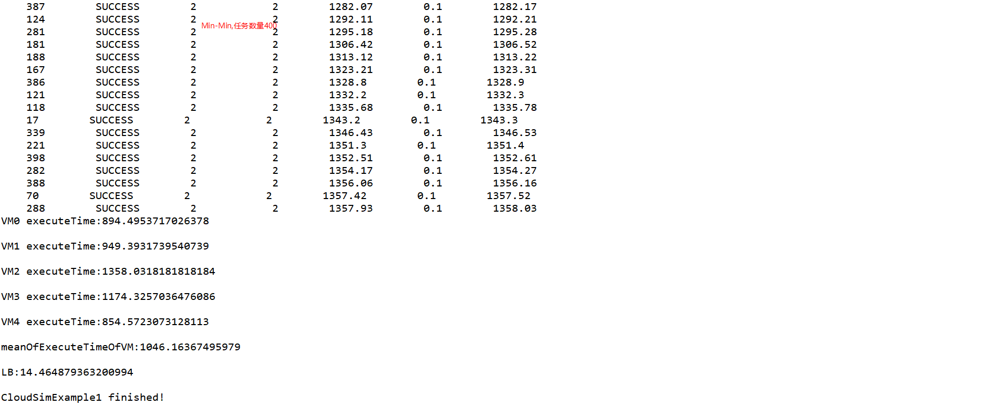 387 SUCCESS 2 2 1282.07 0.1 1282.17
124 SUCCESS 2 2 1292.11 0.1 1292.21
Min-Min,任务数量400
281 SUCCESS 2 2 1295.18 0.1 1295.28
181 SUCCESS 2 2 1306.42 0.1 1306.52
188 SUCCESS 2 2 1313.12 0.1 1313.22
167 SUCCESS 2 2 1323.21 0.1 1323.31
386 SUCCESS 2 2 1328.8 0.1 1328.9
121 SUCCESS 2 2 1332.2 0.1 1332.3
118 SUCCESS 2 2 1335.68 0.1 1335.78
17 SUCCESS 2 2 1343.2 0.1 1343.3
339 SUCCESS 2 2 1346.43 0.1 1346.53
221 SUCCESS 2 2 1351.3 0.1 1351.4
398 SUCCESS 2 2 1352.51 0.1 1352.61
282 SUCCESS 2 2 1354.17 0.1 1354.27
388 SUCCESS 2 2 1356.06 0.1 1356.16
70 SUCCESS 2 2 1357.42 0.1 1357.52
288 SUCCESS 2 2 1357.93 0.1 1358.03
VM0 executeTime:894.4953717026378
VM1 executeTime:949.3931739540739
VM2 executeTime:1358.0318181818184
VM3 executeTime:1174.3257036476086
VM4 executeTime:854.5723073128113
meanOfExecuteTimeOfVM:1046.16367495979
LB:14.464879363200994
CloudSimExample1 finished!